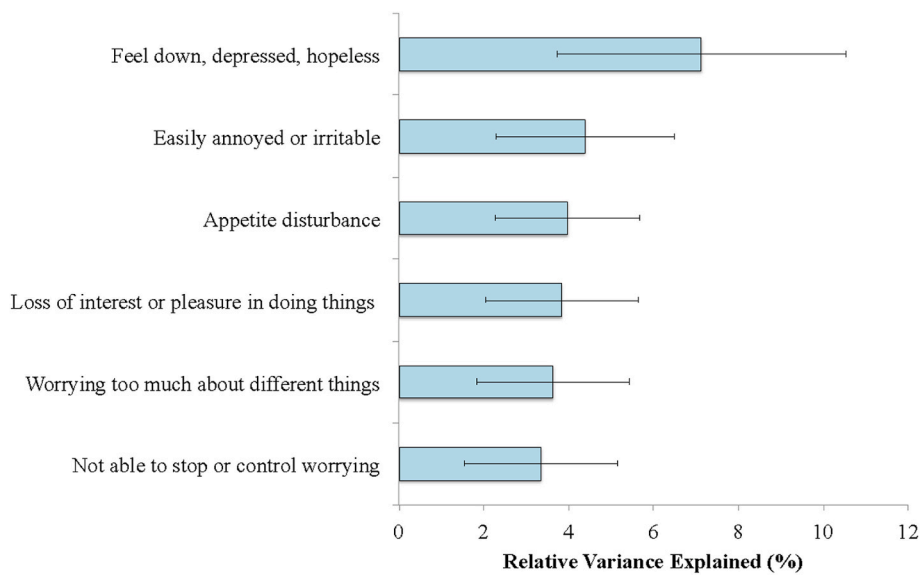 Feel down, depressed, hopeless
Easily annoyed or irritable
Appetite disturbance
Loss of interest or pleasure in doing things
Worrying too much about different things
Not able to stop or control worrying
0 2 4 6 8 10 12
Relative Variance Explained (%)